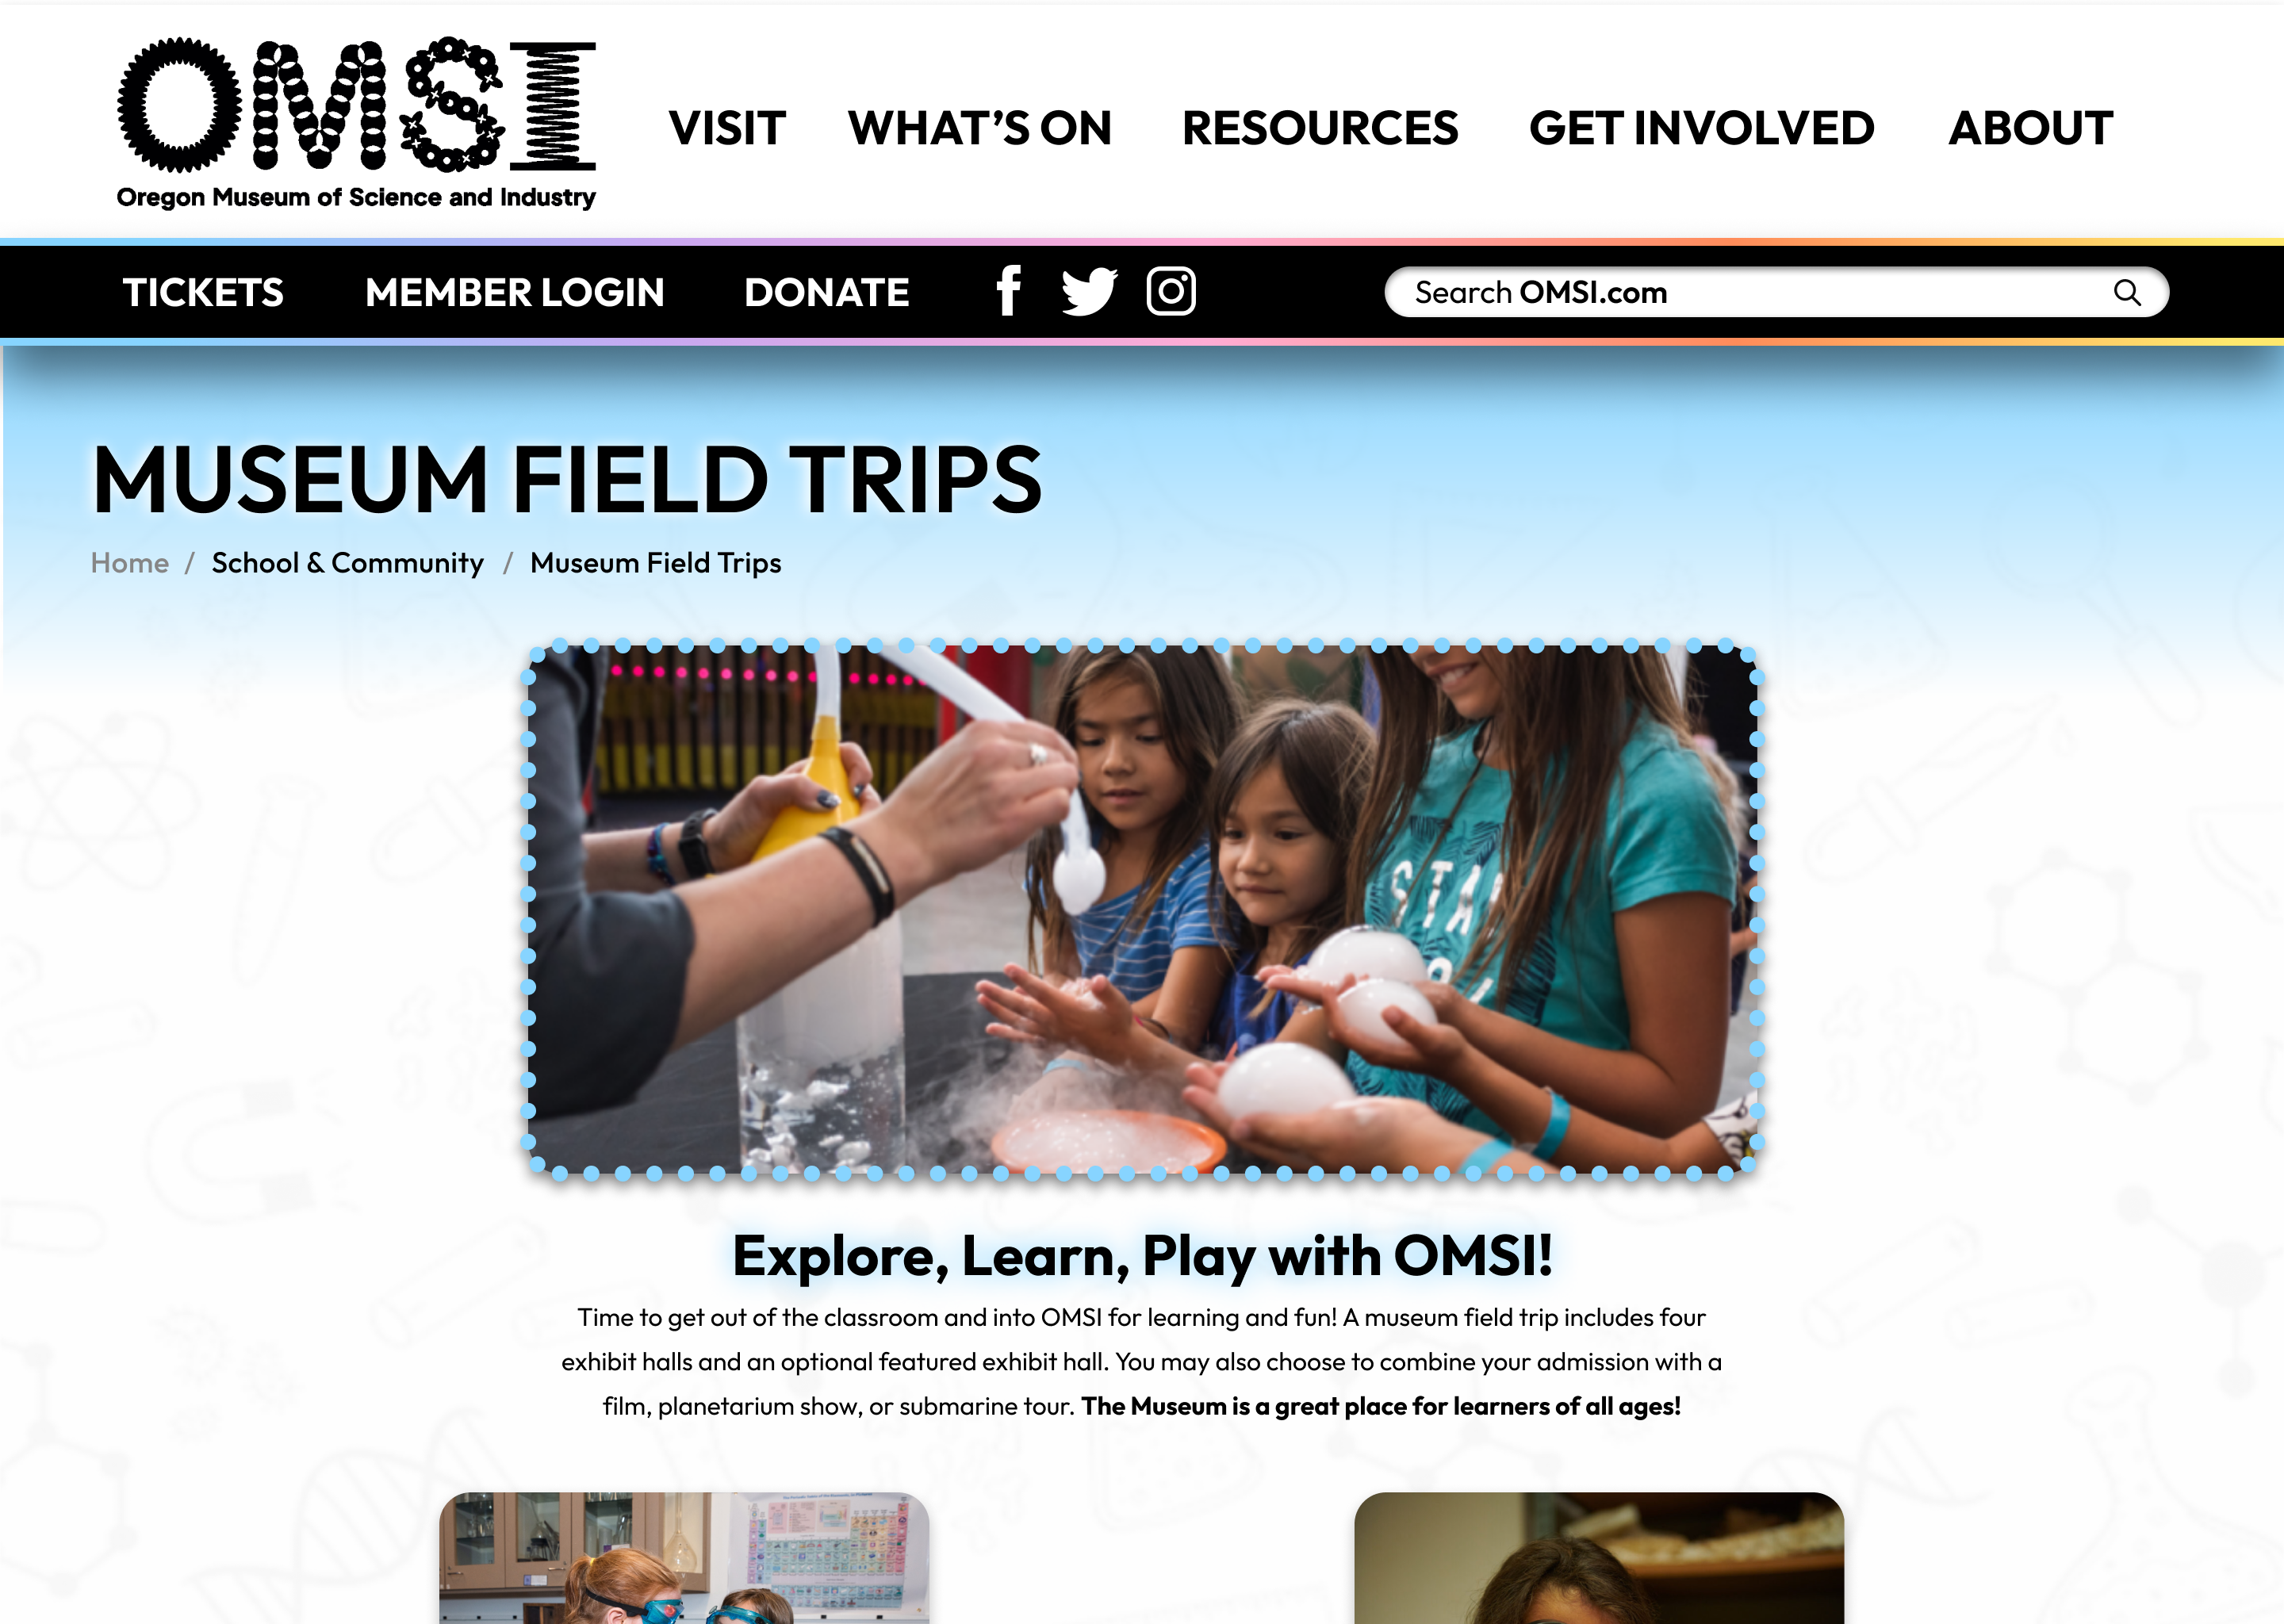 OMSI
Oregon Museum of Science and Industry
VISIT WHAT’S ON RESOURCES GET INVOLVED ABOUT
TICKETS MEMBER LOGIN DONATE Search OMSI.com
MUSEUM FIELD TRIPS
Home / School & Community / Museum Field Trips
STAY
Explore, Learn, Play with OMSI!
Time to get out of the classroom and into OMSI for learning and fun! A museum field trip includes four
exhibit halls and an optional featured exhibit hall. You may also choose to combine your admission with a
film, planetarium show, or submarine tour. The Museum is a great place for learners of all ages!